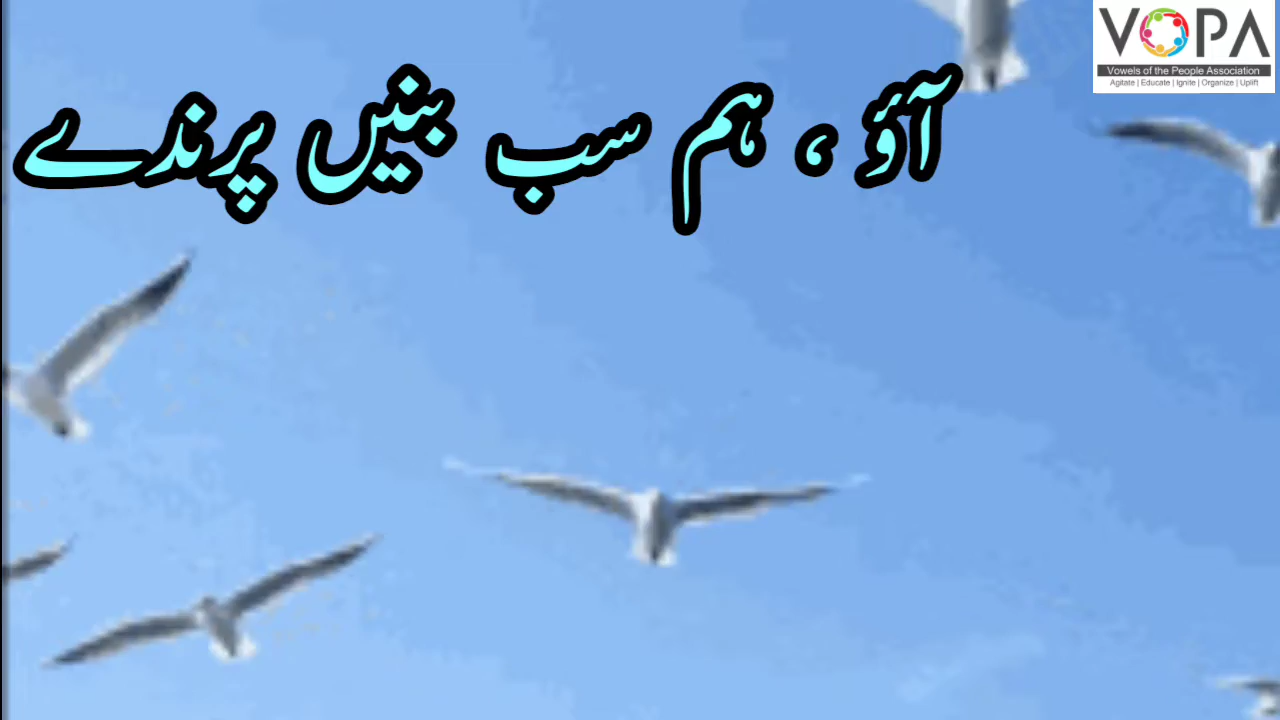 آؤ ، ہم سب بنیں پرندے
VOPA
Vowels of the People Association
Agitate | Educate | Ignite | Organize | Uplift